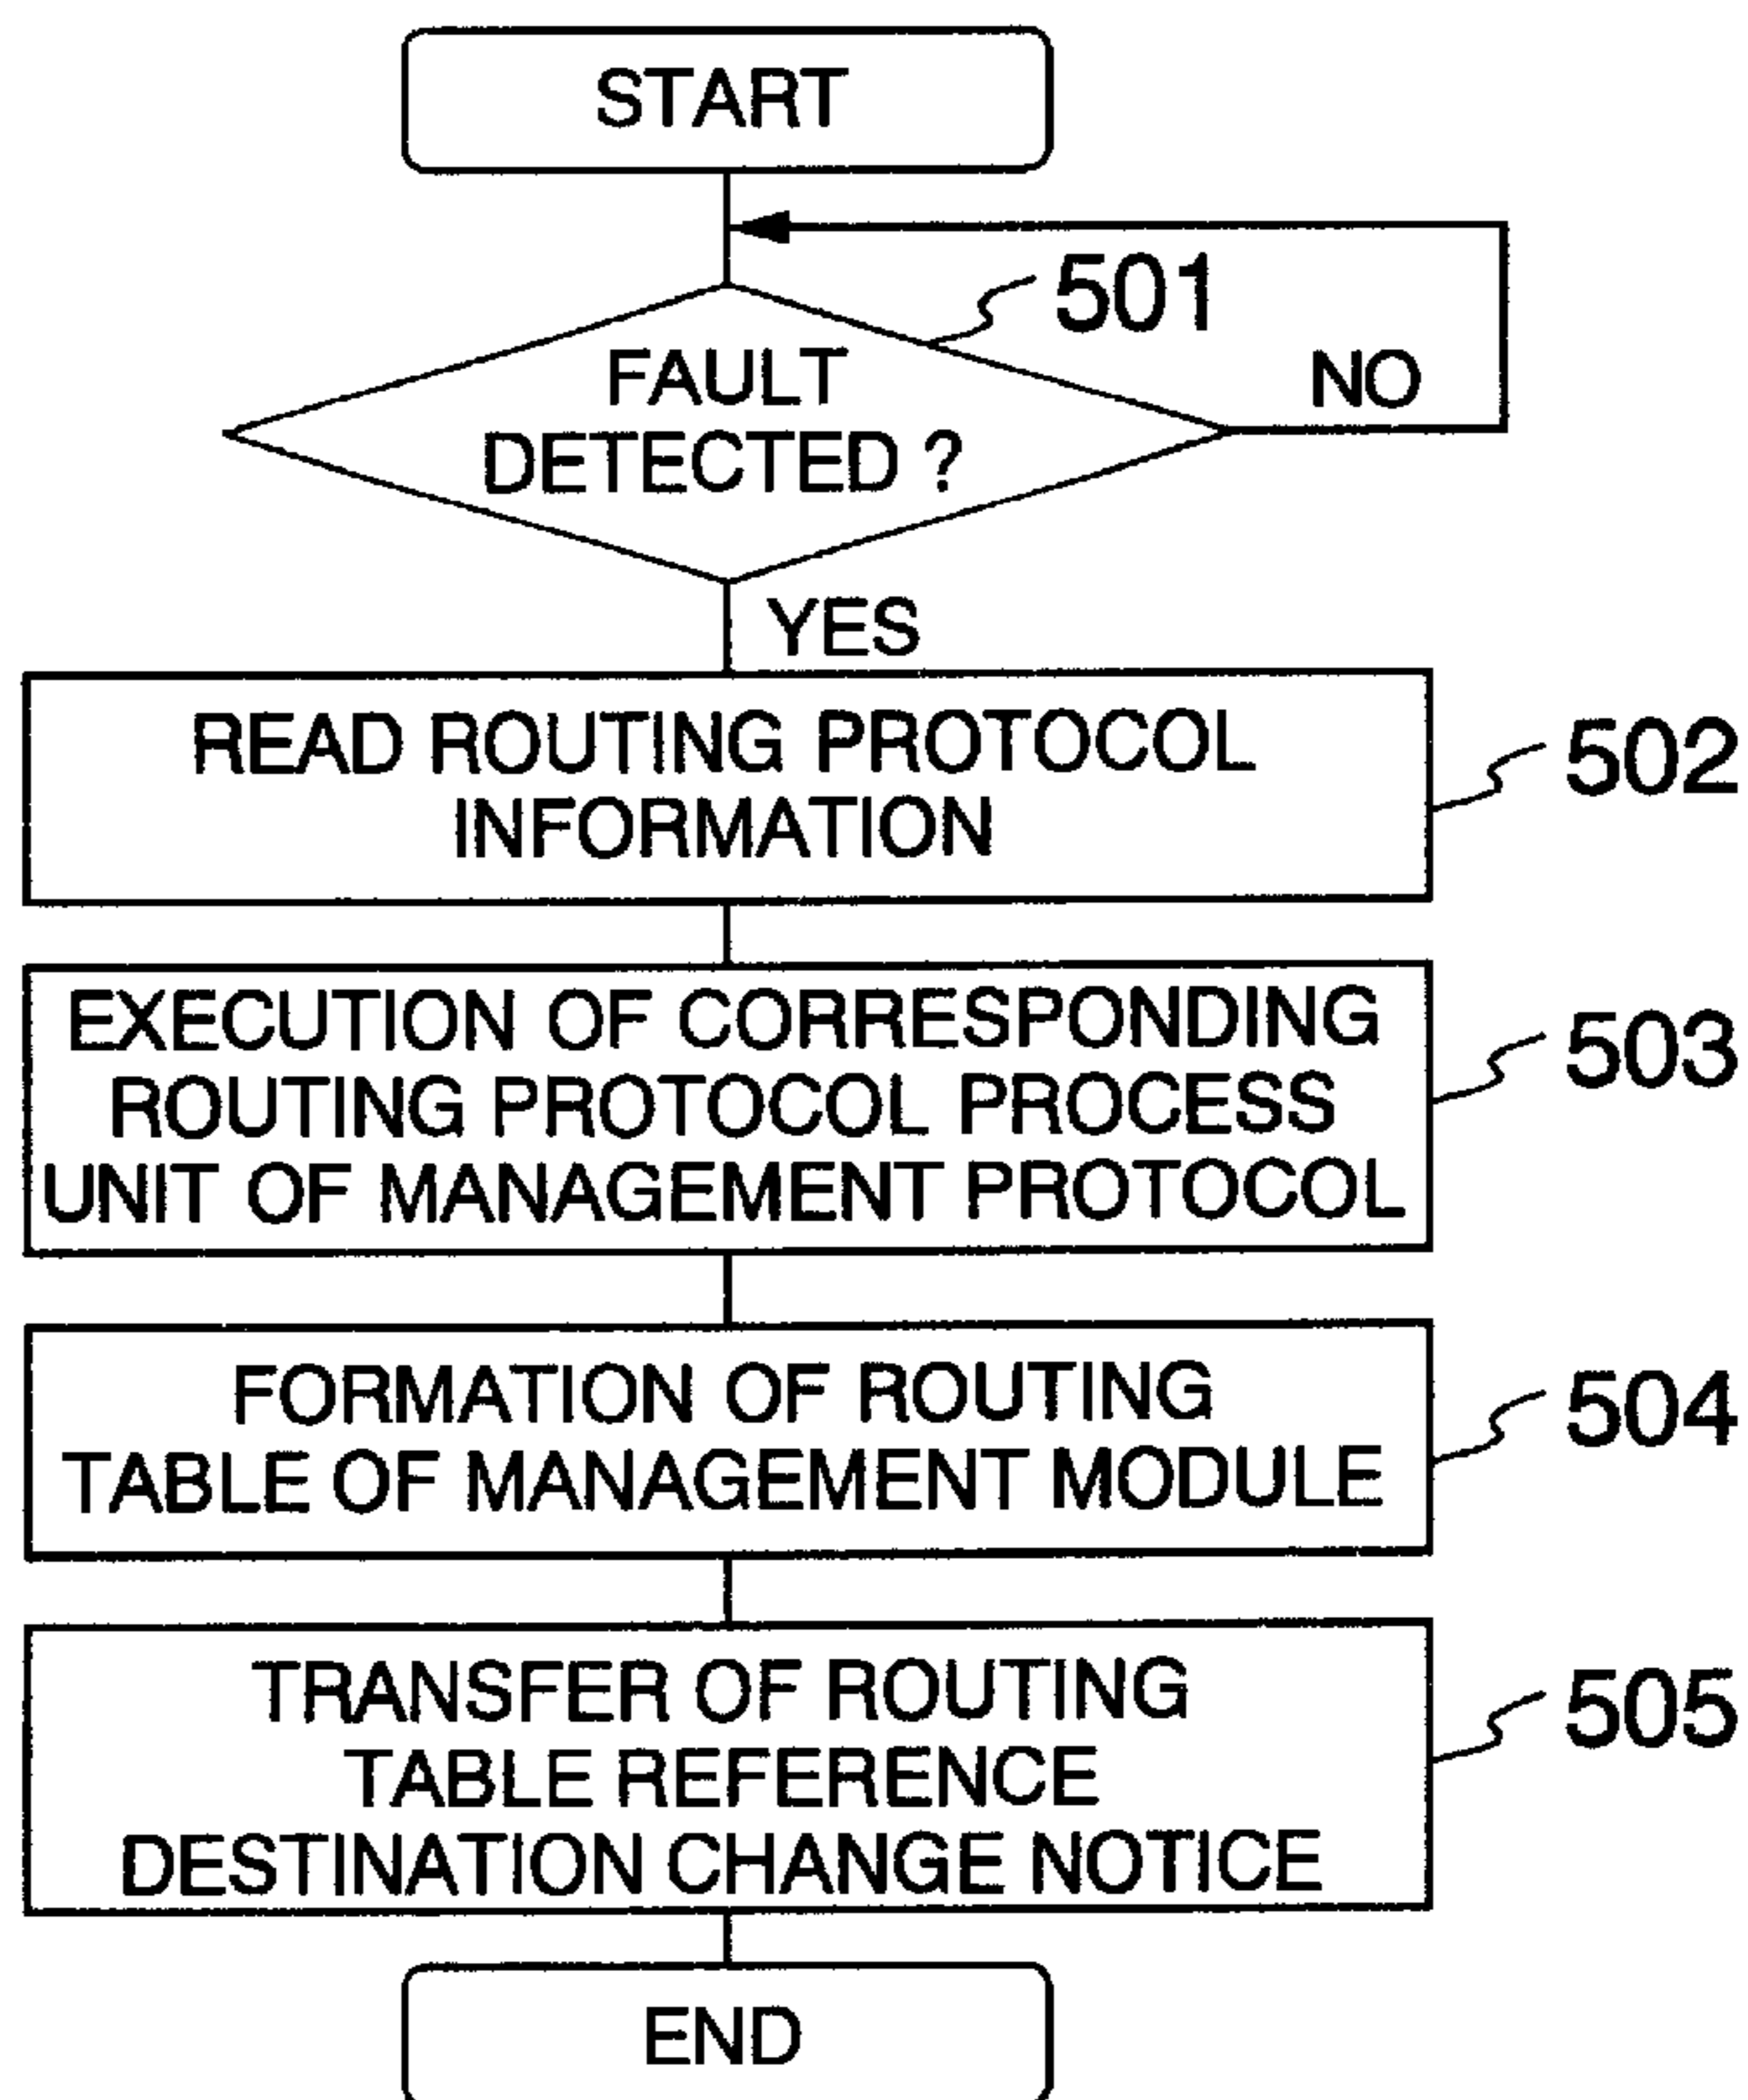 START
501
FAULT
DETECTED ?
NO
YES
READ ROUTING PROTOCOL
INFORMATION
502
EXECUTION OF CORRESPONDING
ROUTING PROTOCOL PROCESS
UNIT OF MANAGEMENT PROTOCOL
503
FORMATION OF ROUTING
TABLE OF MANAGEMENT MODULE
504
TRANSFER OF ROUTING
TABLE REFERENCE
DESTINATION CHANGE NOTICE
505
END